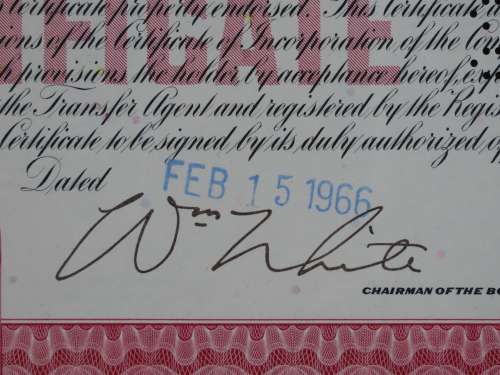 Certificate properly endorsed. This Certificate
ons of the Certificate of Incorporation, of the
TIFICATE
provisions the holder, by acceptance hereof,
the Transfer Agent and registered by the
Certificate to be signed by its duly authorized
Dated FEB 15 1966
Wm White
CHAIRMAN OF THE